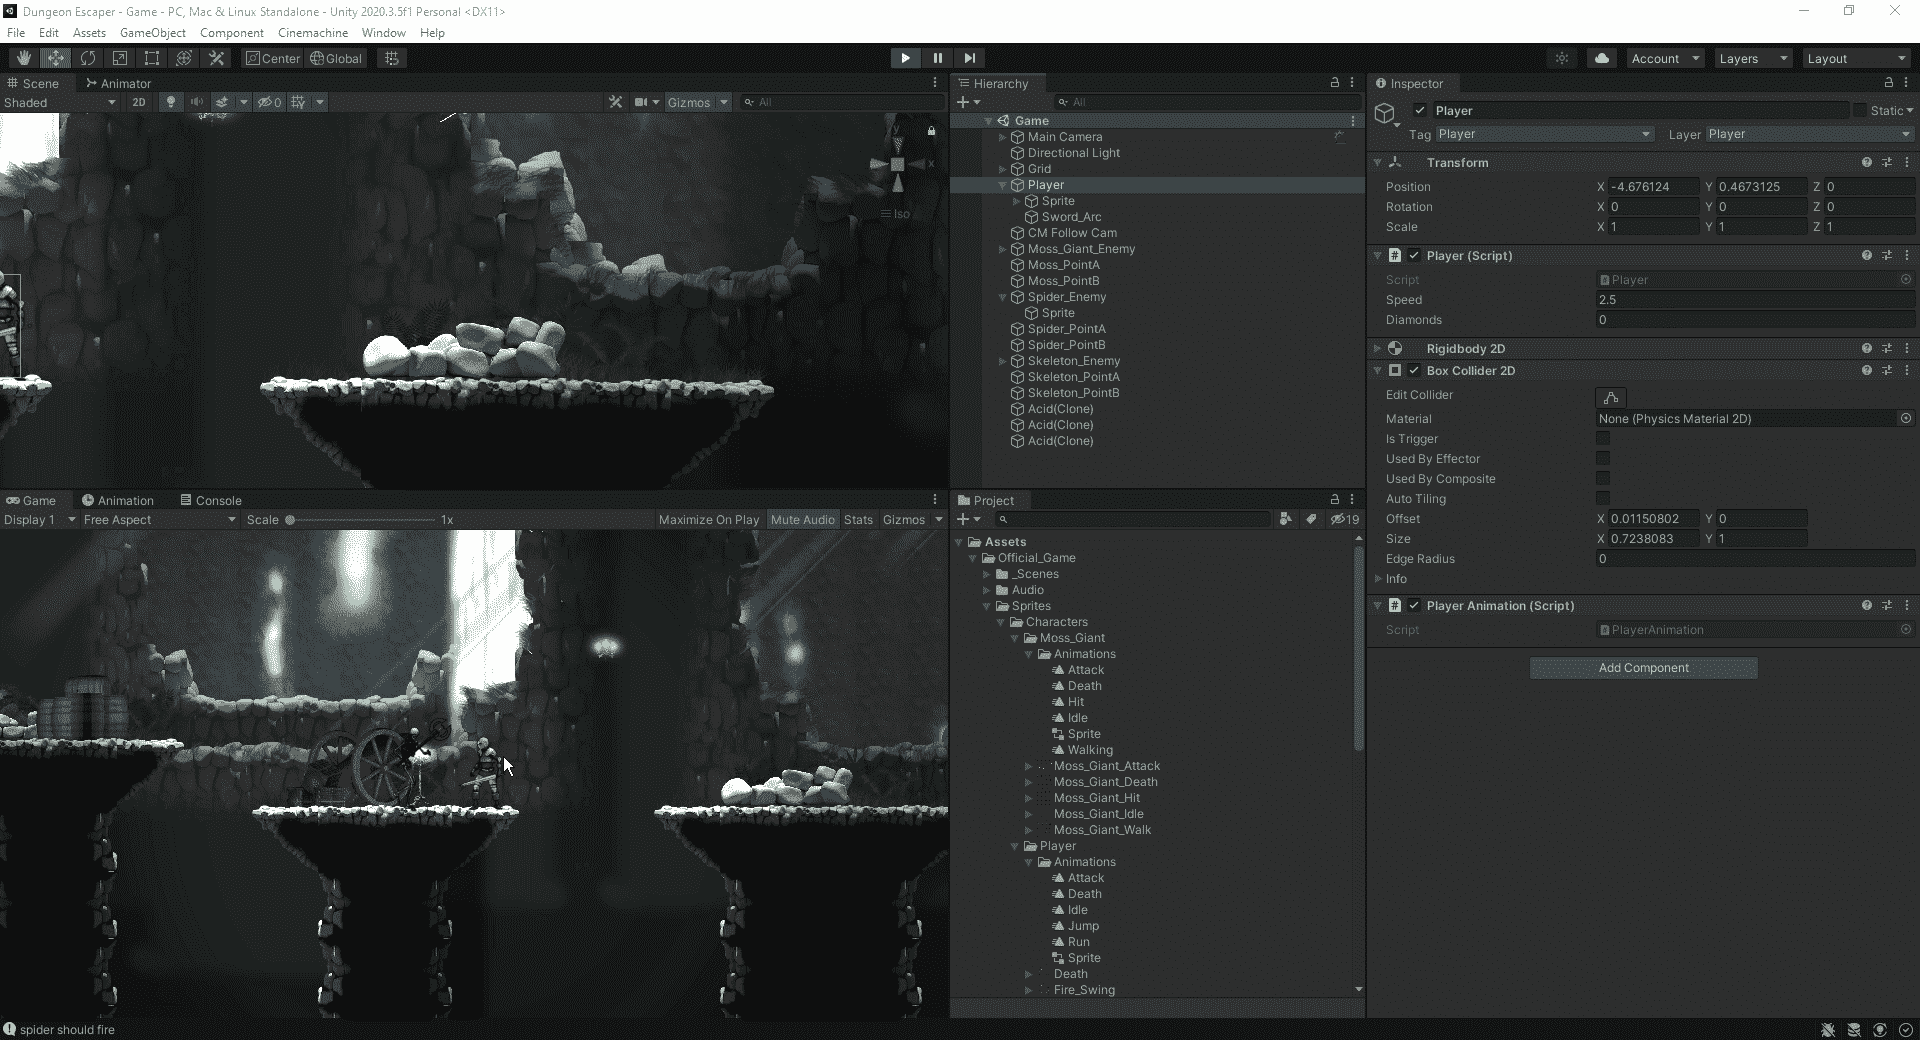 Dungeon Escaper - Game - PC, Mac & Linux Standalone - Unity 2020.3.5f1 Personal <DX11>
File Edit Assets GameObject Component Cinemachine Window Help
Center Global Account Layers Layout
Scene Animator
Shaded 2D 0 Gizmos All
Iso
Game Animation Console
Display 1 Free Aspect Scale 1x Maximize On Play Mute Audio Stats Gizmos
spider should fire
Hierarchy
All
Game
Main Camera
Directional Light
Grid
Player
Sprite
Sword_Arc
CM Follow Cam
Moss_Giant_Enemy
Moss_PointA
Moss_PointB
Spider_Enemy
Sprite
Spider_PointA
Spider_PointB
Skeleton_Enemy
Skeleton_PointA
Skeleton_PointB
Acid(Clone)
Acid(Clone)
Acid(Clone)
Project
19
Assets
Official_Game
_Scenes
Audio
Sprites
Characters
Moss_Giant
Animations
Attack
Death
Hit
Idle
Sprite
Walking
Moss_Giant_Attack
Moss_Giant_Death
Moss_Giant_Hit
Moss_Giant_Idle
Moss_Giant_Walk
Player
Animations
Attack
Death
Idle
Jump
Run
Sprite
Death
Fire_Swing
Inspector
Player Static
Tag Player Layer Player
Transform
Position X -4.676124 Y 0.4673125 Z 0
Rotation X 0 Y 0 Z 0
Scale X 1 Y 1 Z 1
Player (Script)
Script Player
Speed 2.5
Diamonds 0
Rigidbody 2D
Box Collider 2D
Edit Collider
Material None (Physics Material 2D)
Is Trigger
Used By Effector
Used By Composite
Auto Tiling
Offset X 0.01150802 Y 0
Size X 0.7238083 Y 1
Edge Radius 0
Info
Player Animation (Script)
Script PlayerAnimation
Add Component